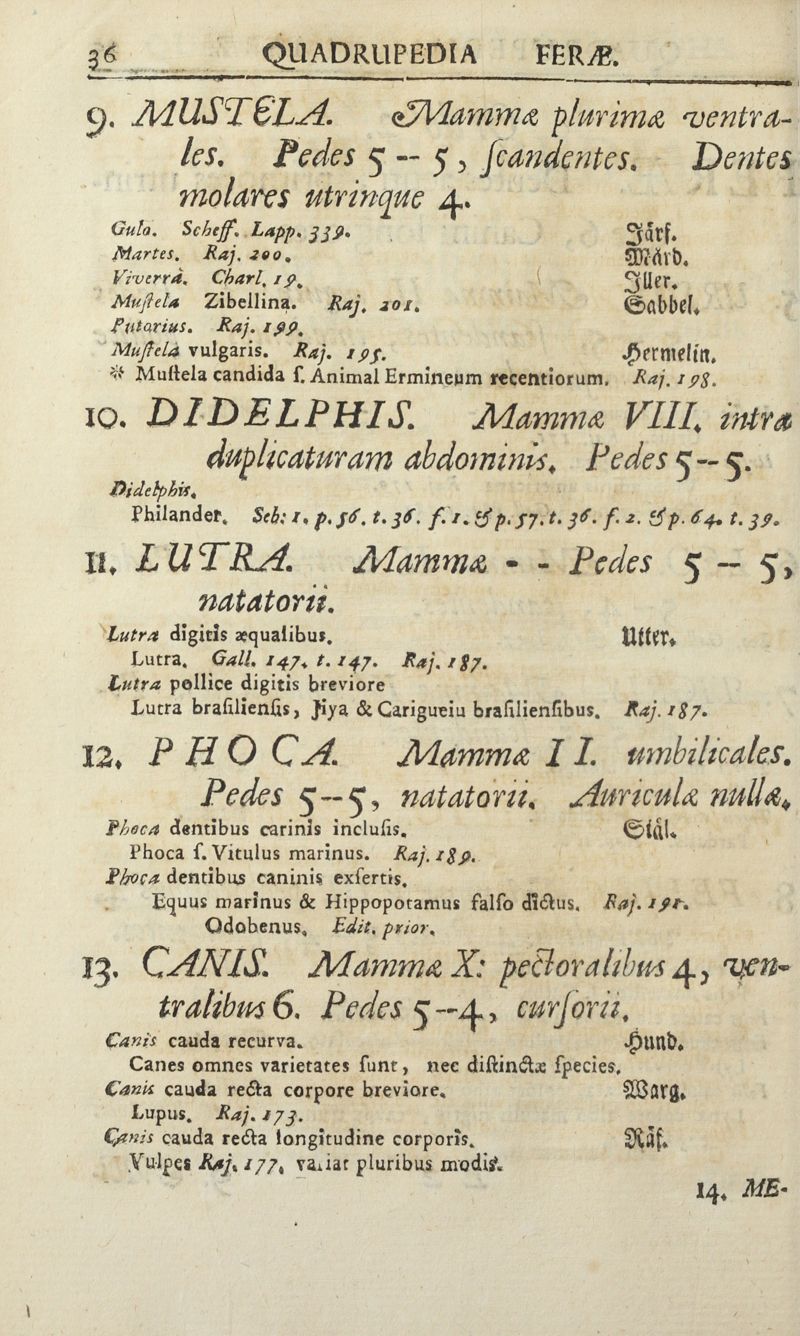 36 QUADRUPEDIA FERÆ.
9. MUSTELA. Mammæ plurimæ ventra-
les. Pedes 5 -- 5, ſcandentes. Dentes
molares utrinque 4.
Gulo. Scheff. Lapp. 339. Järf.
Martes. Raj. 200. Mård.
Viverra. Charl. 19. Iller.
Muſtela Zibellina. Raj. 201. Sabbel.
Putorius. Raj. 199.
Muſtela vulgaris. Raj. 195. Hermelin.
* Muſtela candida ſ. Animal Ermineum recentiorum. Raj. 198.
10. DIDELPHIS. Mammæ VIII. intra
duplicaturam abdominis. Pedes 5 -- 5.
Didelphis.
Philander. Seb: 1. p. 56. t. 36. f. 1. & p. 57. t. 36. f. 2. & p. 64. t. 39.
11. LUTRA. Mammæ - - Pedes 5 -- 5,
natatorii.
Lutra digitis æqualibus. Utter.
Lutra. Geſn. 147. t. 147. Raj. 187.
Lutra pollice digitis breviore
Lutra braſilienſis, Jiya & Carigueiu braſilienſibus. Raj. 187.
12. PHOCA. Mammæ II. umbilicales.
Pedes 5--5, natatorii. Auriculæ nullæ.
Phoca dentibus carinis incluſis. Siäl.
Phoca ſ. Vitulus marinus. Raj. 189.
Phoca dentibus caninis exſertis.
Equus marinus & Hippopotamus falſo dictus. Raj. 191.
Odobenus. Edit. prior.
13. CANIS. Mammæ X: pectoralibus 4, ven-
tralibus 6. Pedes 5--4, curſorii.
Canis cauda recurva. Hund.
Canes omnes varietates ſunt, nec diſtinctæ ſpecies.
Canis cauda recta corpore breviore. Warg.
Lupus. Raj. 173.
Canis cauda recta longitudine corporis. Räf.
Vulpes Raj. 177. variat pluribus modis.
14. ME-